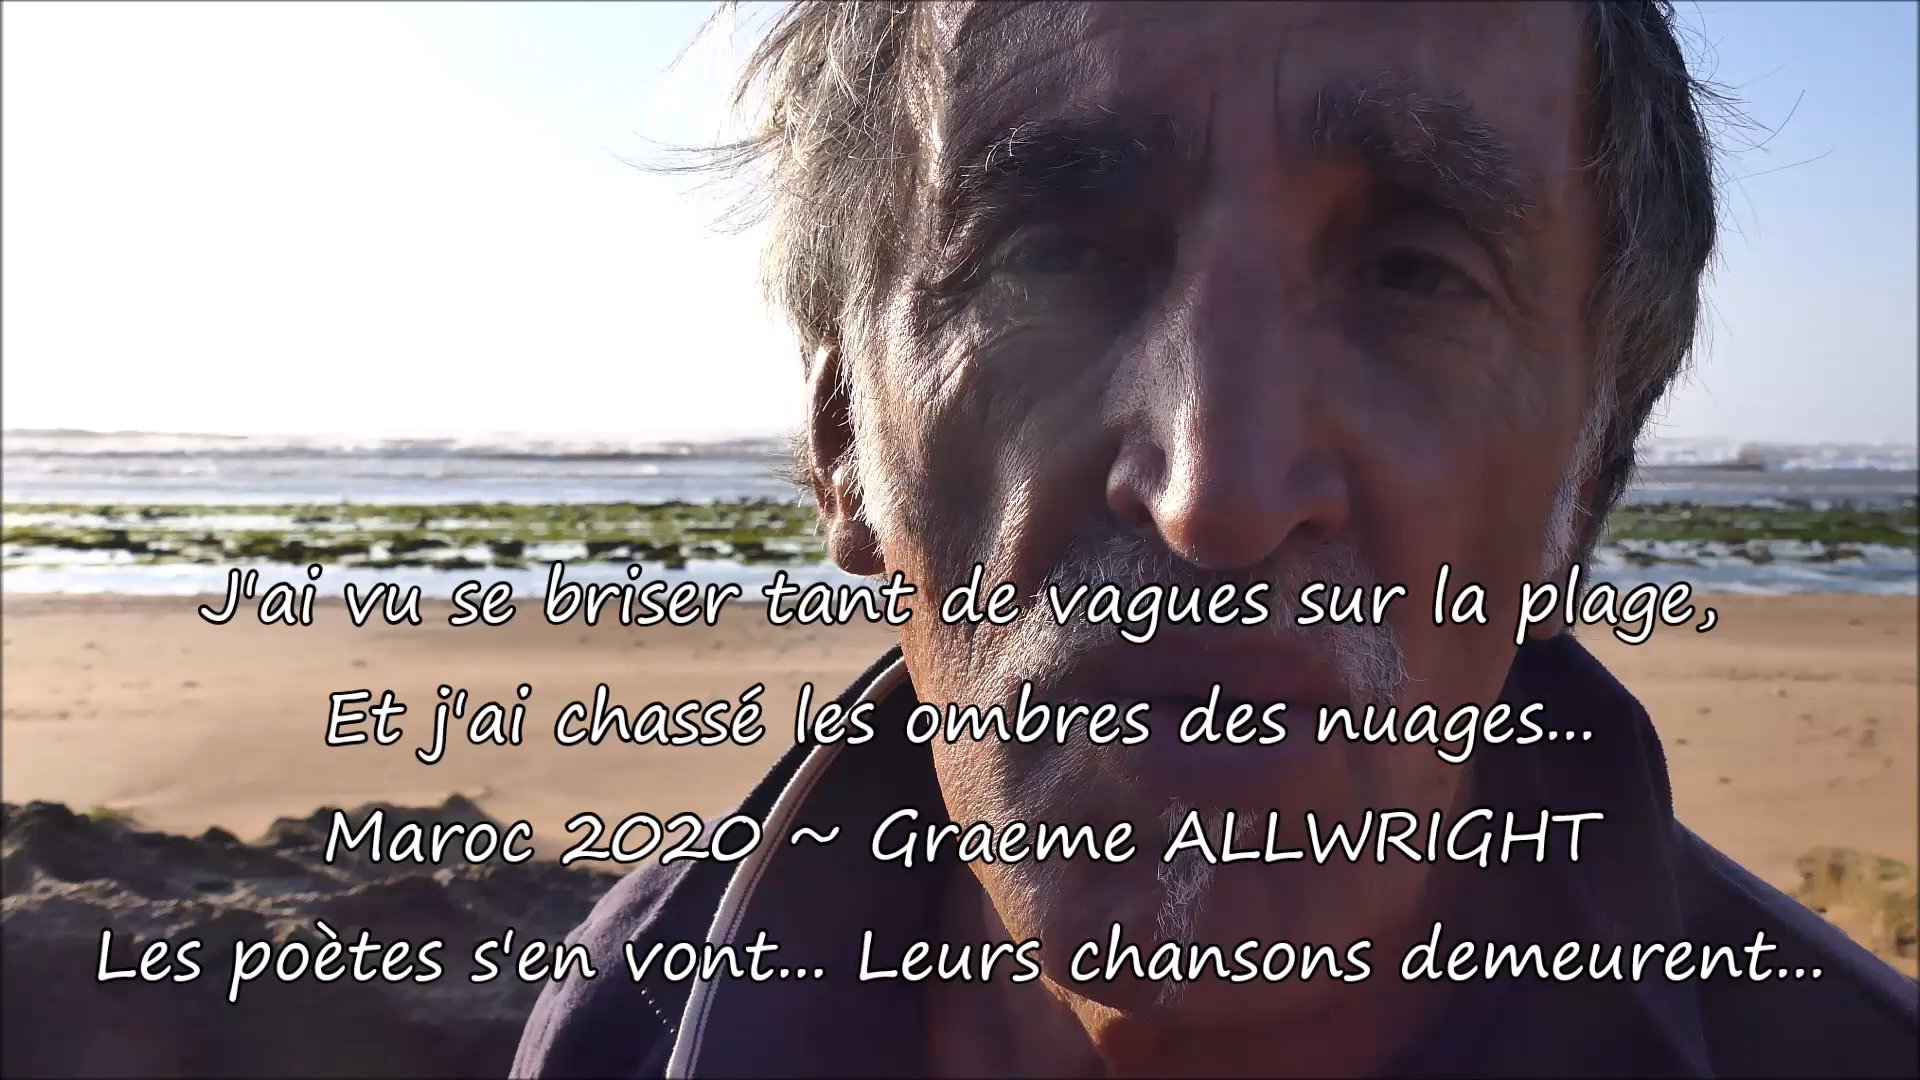 J'ai vu se briser tant de vagues sur la plage,
Et j'ai chassé les ombres des nuages...
Maroc 2020 ~ Graeme ALLWRIGHT
Les poètes s'en vont... Leurs chansons demeurent...